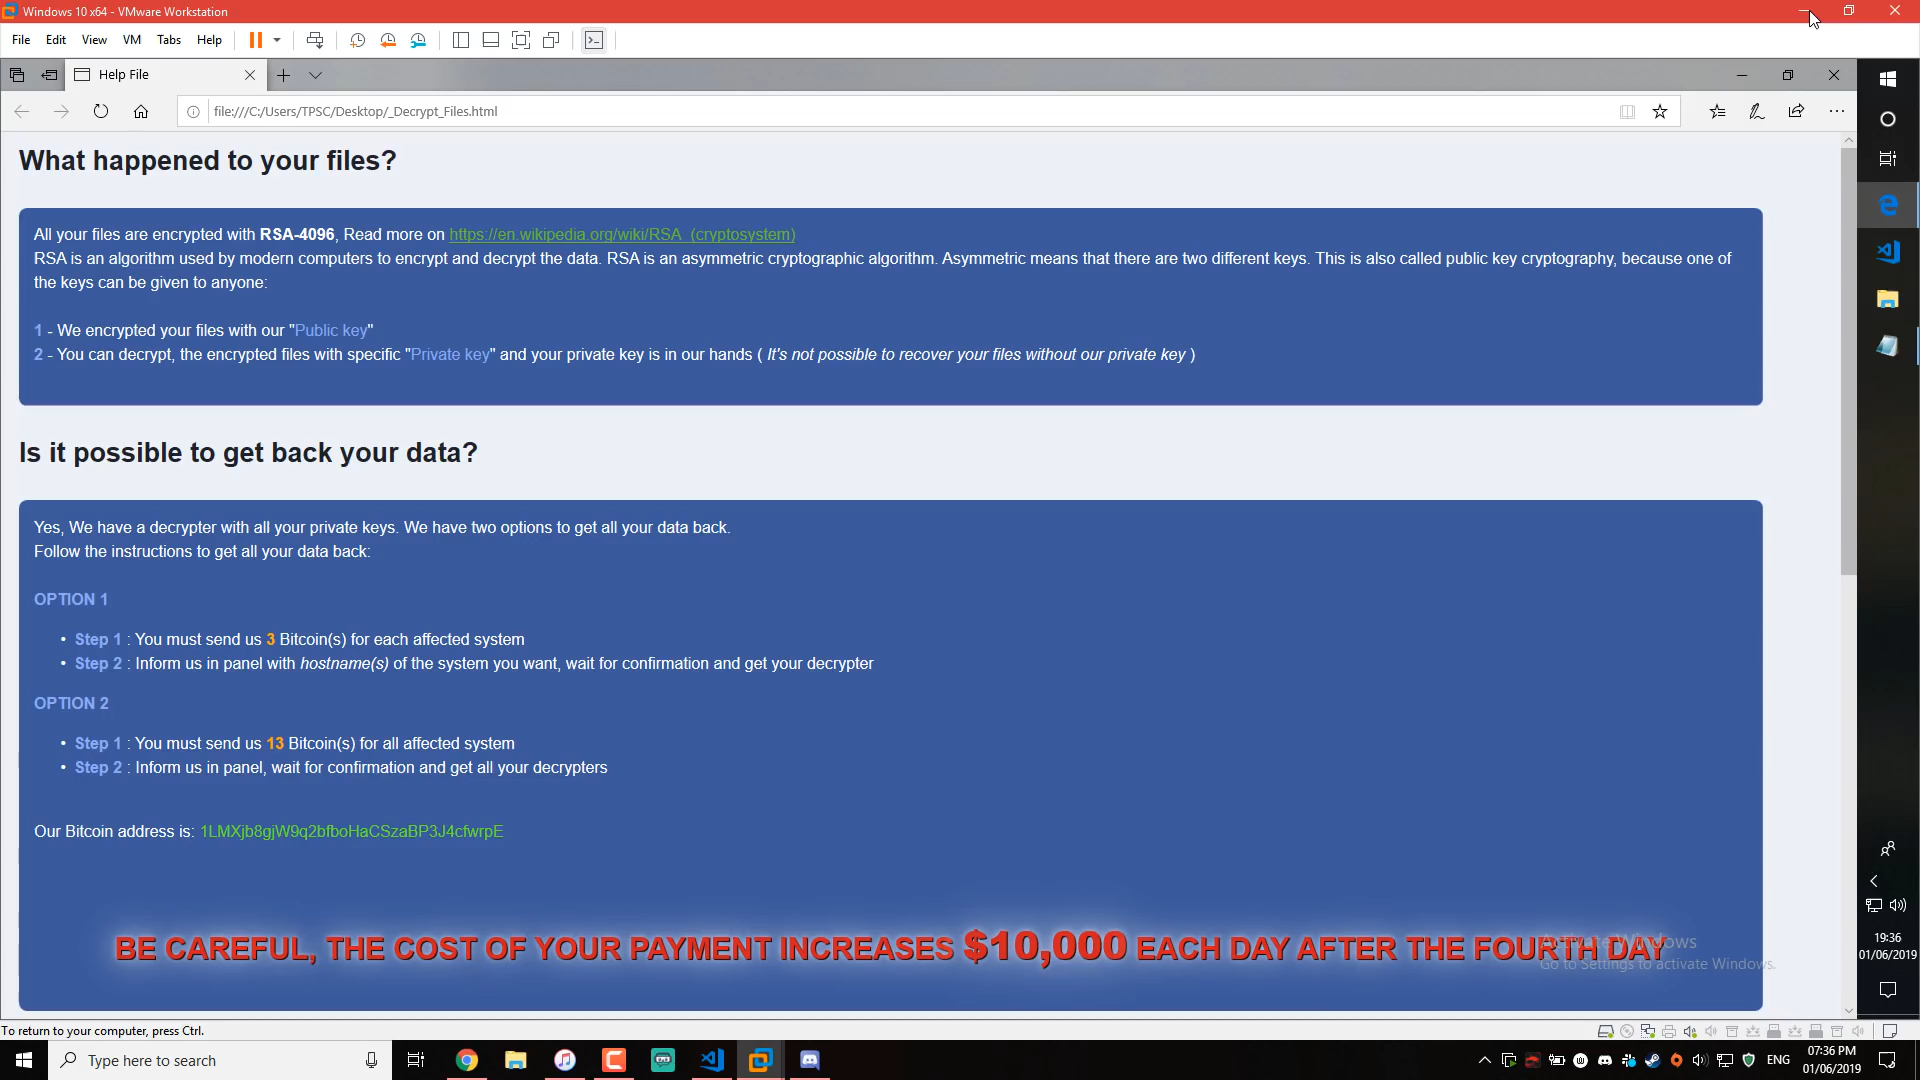 Windows 10 x64 - VMware Workstation
File Edit View VM Tabs Help
Help File
file:///C:/Users/TPSC/Desktop/_Decrypt_Files.html
What happened to your files?
All your files are encrypted with RSA-4096, Read more on https://en.wikipedia.org/wiki/RSA_(cryptosystem)
RSA is an algorithm used by modern computers to encrypt and decrypt the data. RSA is an asymmetric cryptographic algorithm. Asymmetric means that there are two different keys. This is also called public key cryptography, because one of
the keys can be given to anyone:
1 - We encrypted your files with our "Public key"
2 - You can decrypt, the encrypted files with specific "Private key" and your private key is in our hands ( It's not possible to recover your files without our private key )
Is it possible to get back your data?
Yes, We have a decrypter with all your private keys. We have two options to get all your data back.
Follow the instructions to get all your data back:
OPTION 1
• Step 1 : You must send us 3 Bitcoin(s) for each affected system
• Step 2 : Inform us in panel with hostname(s) of the system you want, wait for confirmation and get your decrypter
OPTION 2
• Step 1 : You must send us 13 Bitcoin(s) for all affected system
• Step 2 : Inform us in panel, wait for confirmation and get all your decrypters
Our Bitcoin address is: 1LMXjb8gjW9q2bfboHaCSzaBP3J4cfwrpE
BE CAREFUL, THE COST OF YOUR PAYMENT INCREASES $10,000 EACH DAY AFTER THE FOURTH DAY
Activate Windows
Go to Settings to activate Windows.
19:36
01/06/2019
To return to your computer, press Ctrl.
Type here to search
ENG
07:36 PM
01/06/2019